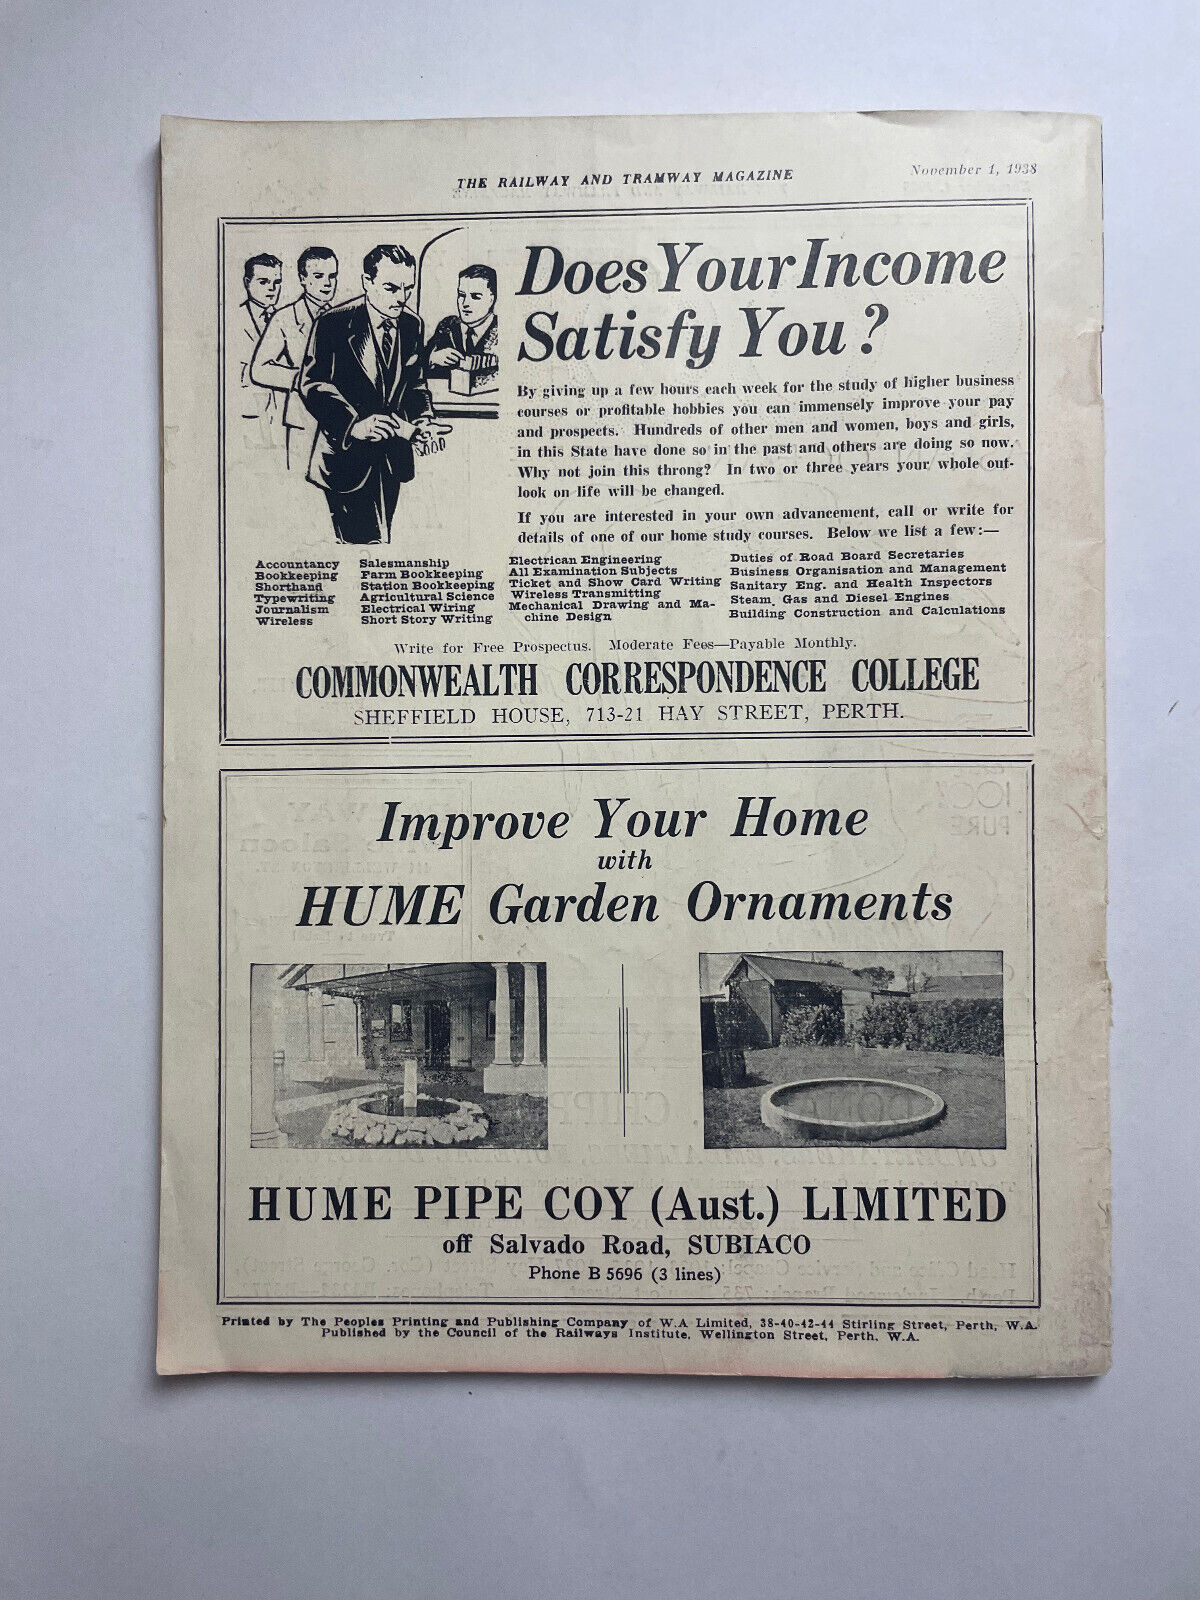 THE RAILWAY AND TRAMWAY MAGAZINE
November 1, 1938
Does Your Income
Satisfy You?
By giving up a few hours each week for the study of higher business
courses or profitable hobbies you can immensely improve your pay
and prospects. Hundreds of other men and women, boys and girls,
in this State have done so in the past and others are doing so now.
Why not join this throng? In two or three years your whole out-
look on life will be changed.
If you are interested in your own advancement, call or write for
details of one of our home study courses. Below we list a few:—
Accountancy
Bookkeeping
Shorthand
Typewriting
Journalism
Wireless
Salesmanship
Farm Bookkeeping
Station Bookkeeping
Agricultural Science
Electrical Wiring
Short Story Writing
Electrican Engineering
All Examination Subjects
Ticket and Show Card Writing
Wireless Transmitting
Mechanical Drawing and Ma-
chine Design
Duties of Road Board Secretaries
Business Organisation and Management
Sanitary Eng. and Health Inspectors
Steam, Gas and Diesel Engines
Building Construction and Calculations
Write for Free Prospectus. Moderate Fees—Payable Monthly.
COMMONWEALTH CORRESPONDENCE COLLEGE
SHEFFIELD HOUSE, 713-21 HAY STREET, PERTH.
Improve Your Home
with
HUME Garden Ornaments
HUME PIPE COY (Aust.) LIMITED
off Salvado Road, SUBIACO
Phone B 5696 (3 lines)
Printed by The Peoples Printing and Publishing Company of W.A Limited, 38-40-42-44 Stirling Street, Perth, W.A.
Published by the Council of the Railways Institute, Wellington Street, Perth. W.A.